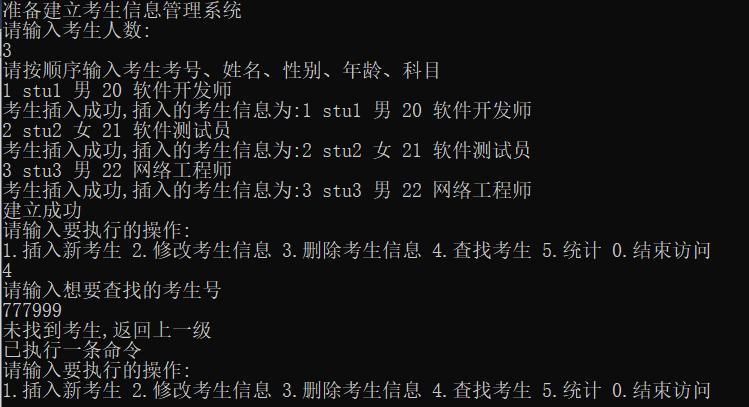 准备建立考生信息管理系统
请输入考生人数:
3
请按顺序输入考生考号、姓名、性别、年龄、科目
1 stu1 男 20 软件开发师
考生插入成功,插入的考生信息为:1 stu1 男 20 软件开发师
2 stu2 女 21 软件测试员
考生插入成功,插入的考生信息为:2 stu2 女 21 软件测试员
3 stu3 男 22 网络工程师
考生插入成功,插入的考生信息为:3 stu3 男 22 网络工程师
建立成功
请输入要执行的操作:
1.插入新考生 2.修改考生信息 3.删除考生信息 4.查找考生 5.统计 0.结束访问
4
请输入想要查找的考生号
777999
未找到考生,返回上一级
已执行一条命令
请输入要执行的操作:
1.插入新考生 2.修改考生信息 3.删除考生信息 4.查找考生 5.统计 0.结束访问